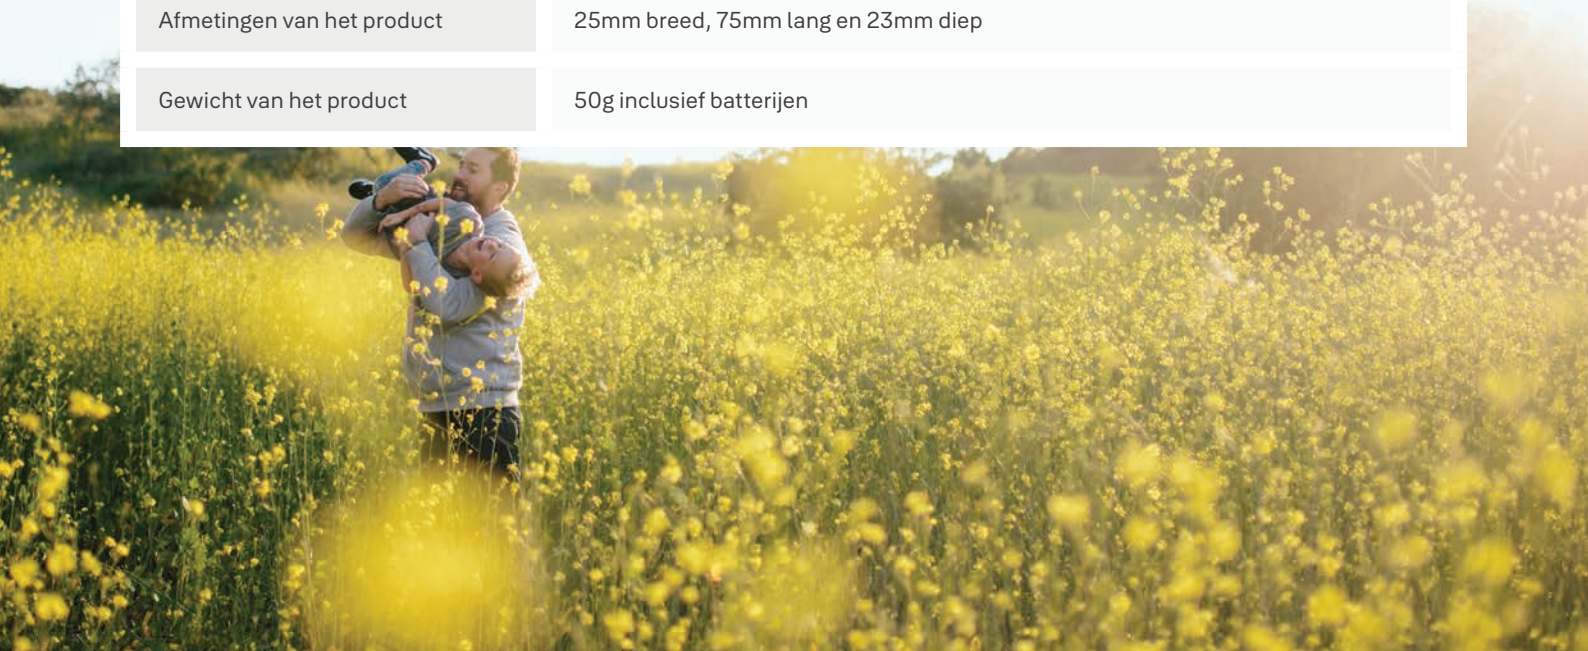 Afmetingen van het product
25mm breed, 75mm lang en 23mm diep
Gewicht van het product
50g inclusief batterijen